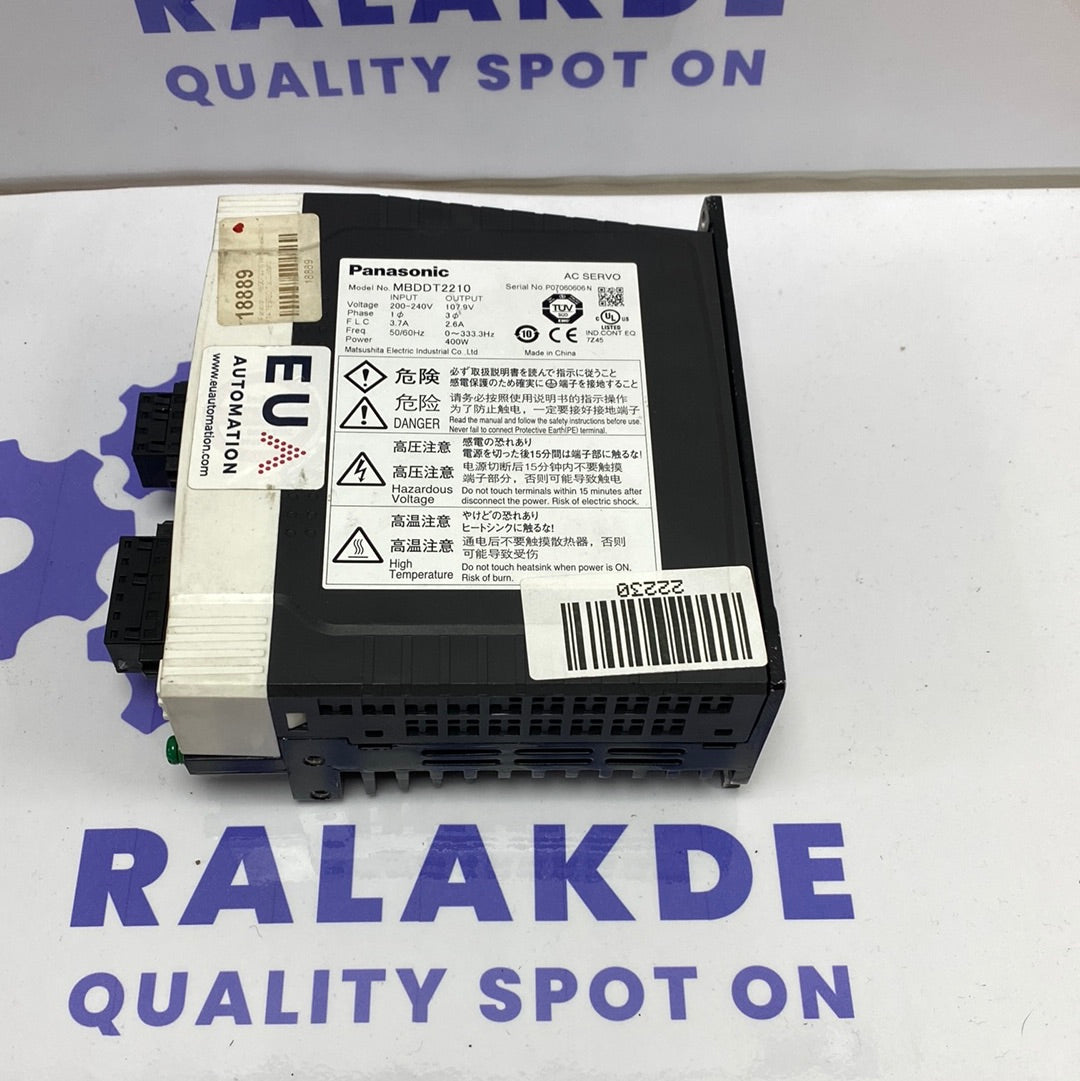 RALAKDE
QUALITY SPOT ON
18889
18889
EU
AUTOMATION
www.euautomation.com
Panasonic
AC SERVO
Model No. MBDDT2210
Serial No P07060606N
INPUT OUTPUT
Voltage 200-240V 107.9V
Phase 1ϕ 3ϕ
F.L.C 3.7A 2.6A
Freq 50/60Hz 0~333.3Hz
Power 400W
Matsushita Electric Industrial Co.,Ltd
Made in China
TÜV
SÜD
10
CE
C UL US
LISTED
IND.CONT EQ.
7Z45
危険
必ず取扱説明書を読んで指示に従うこと
感電保護のため確実に端子を接地すること
危险
请务必按照使用说明书的指示操作
为了防止触电，一定要接好接地端子
DANGER
Read the manual and follow the safety instructions before use.
Never fail to connect Protective Earth(PE) terminal.
高圧注意
感電の恐れあり
電源を切った後15分間は端子部に触るな!
高压注意
电源切断后15分钟内不要触摸
端子部分，否则可能导致触电
Hazardous
Voltage
Do not touch terminals within 15 minutes after
disconnect the power. Risk of electric shock.
高温注意
やけどの恐れあり
ヒートシンクに触るな!
高温注意
通电后不要触摸散热器，否则
可能导致受伤
High
Temperature
Do not touch heatsink when power is ON.
Risk of burn.
22230
RALAKDE
QUALITY SPOT ON